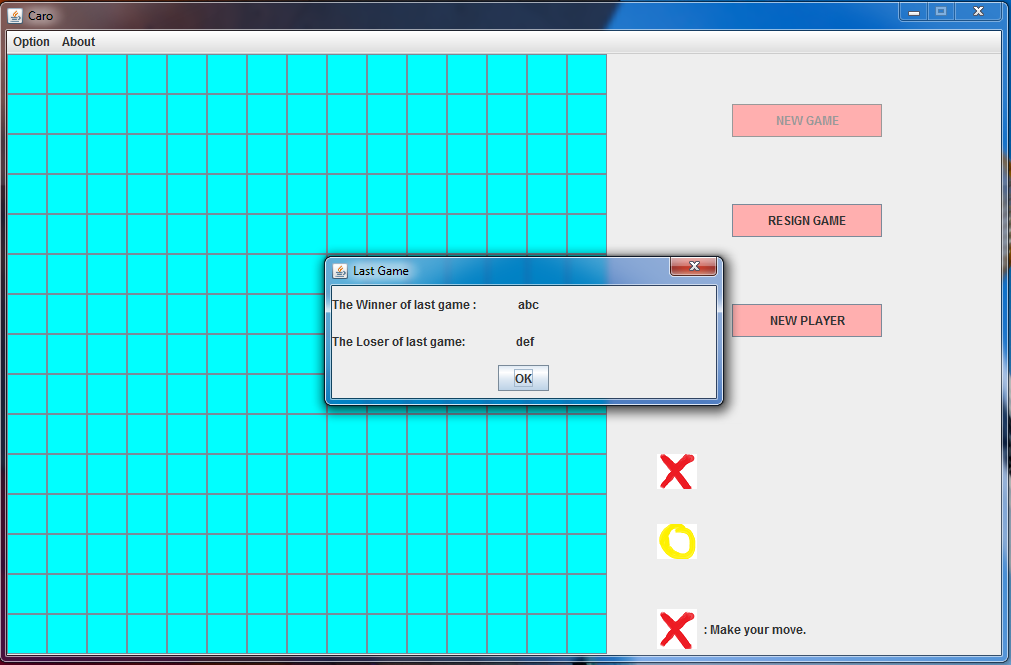 Caro
Option About
NEW GAME
RESIGN GAME
Last Game
The Winner of last game : abc
NEW PLAYER
The Loser of last game: def
OK
: Make your move.